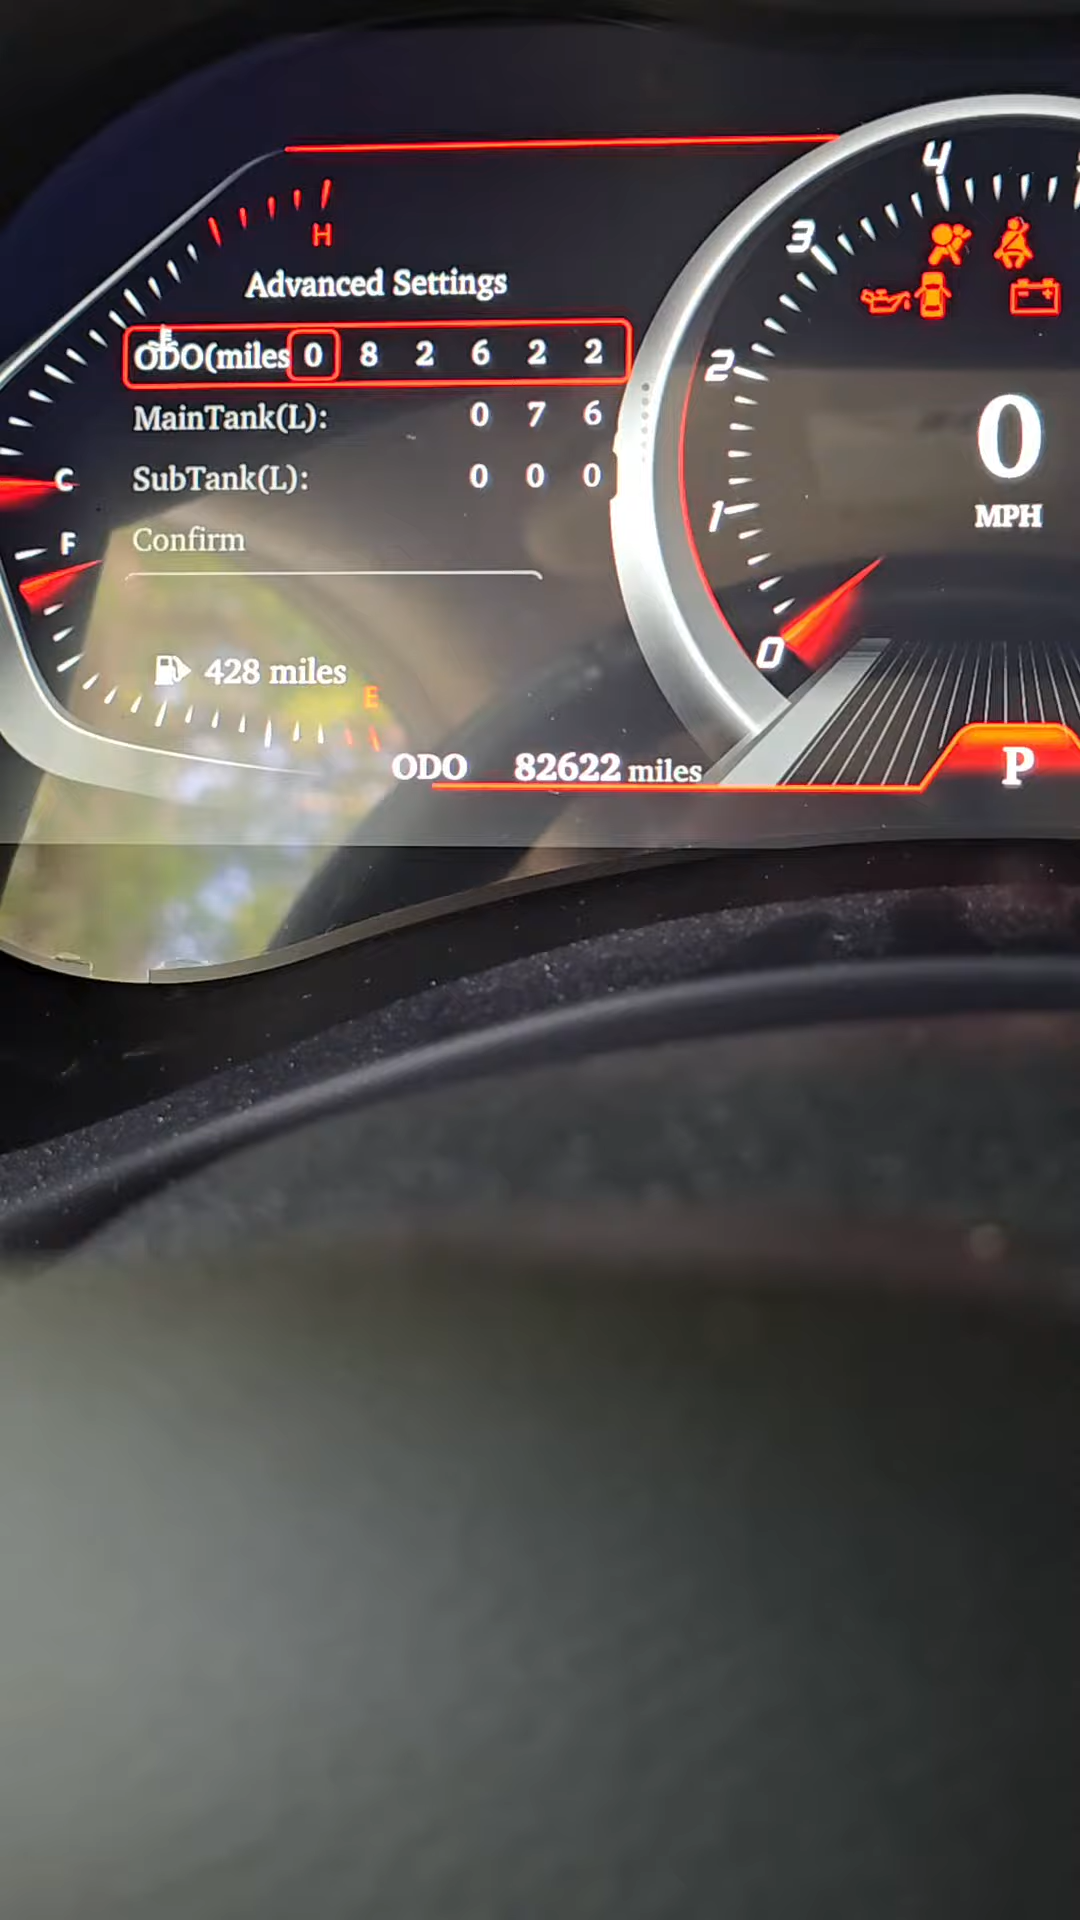 H
Advanced Settings
ODO(miles 0 8 2 6 2 2
MainTank(L): 0 7 6
SubTank(L): 0 0 0
Confirm
C
F
428 miles
E
ODO 82622 miles
4
3
2
1
0
0
MPH
P